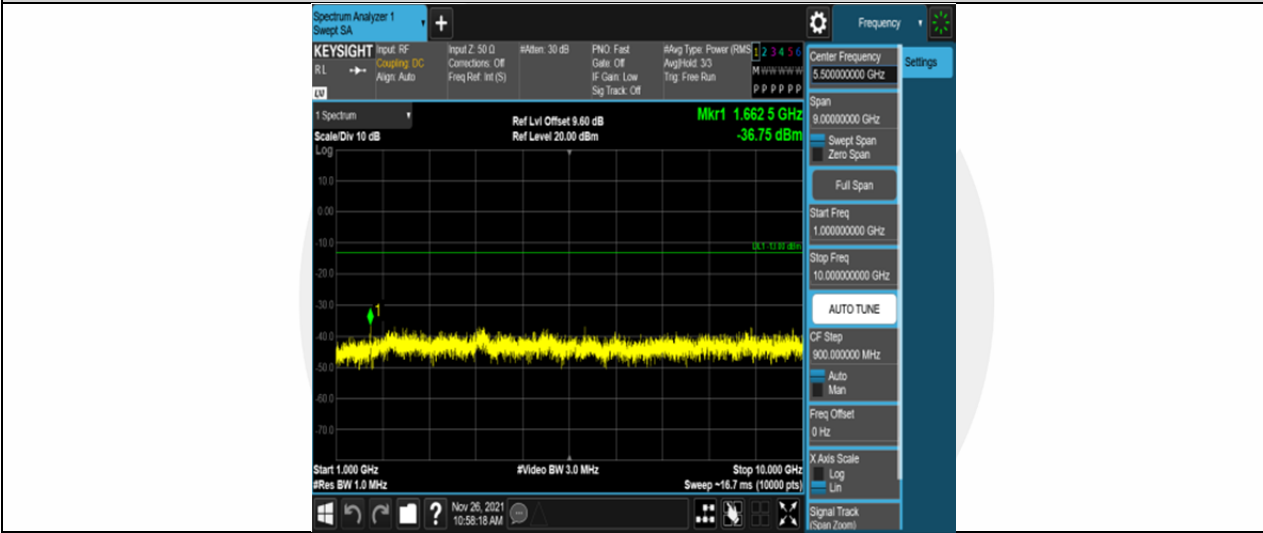 Spectrum Analyzer 1
Swept SA
+
Frequency
KEYSIGHT
Input: RF
Coupling: DC
Align: Auto
RL
LV
Input Z: 50 Ω
Corrections: Off
Freq Ref: Int (S)
#Atten: 30 dB
PNO: Fast
Gate: Off
IF Gain: Low
Sig Track: Off
#Avg Type: Power (RMS
Avg|Hold: 3/3
Trig: Free Run
1 2 3 4 5 6
M W W W W W
P P P P P P
Center Frequency
5.500000000 GHz
Settings
Span
9.00000000 GHz
Swept Span
Zero Span
Full Span
Start Freq
1.000000000 GHz
Stop Freq
10.000000000 GHz
AUTO TUNE
CF Step
900.000000 MHz
Auto
Man
Freq Offset
0 Hz
X Axis Scale
Log
Lin
Signal Track
(Span Zoom)
1 Spectrum
Scale/Div 10 dB
Ref Lvl Offset 9.60 dB
Ref Level 20.00 dBm
Mkr1 1.662 5 GHz
-36.75 dBm
Log
10.0
0.00
-10.0
DL1 -13.00 dBm
-20.0
-30.0
1
-40.0
-50.0
-60.0
-70.0
Start 1.000 GHz
#Video BW 3.0 MHz
Stop 10.000 GHz
#Res BW 1.0 MHz
Sweep ~16.7 ms (10000 pts)
?
Nov 26, 2021
10:58:18 AM